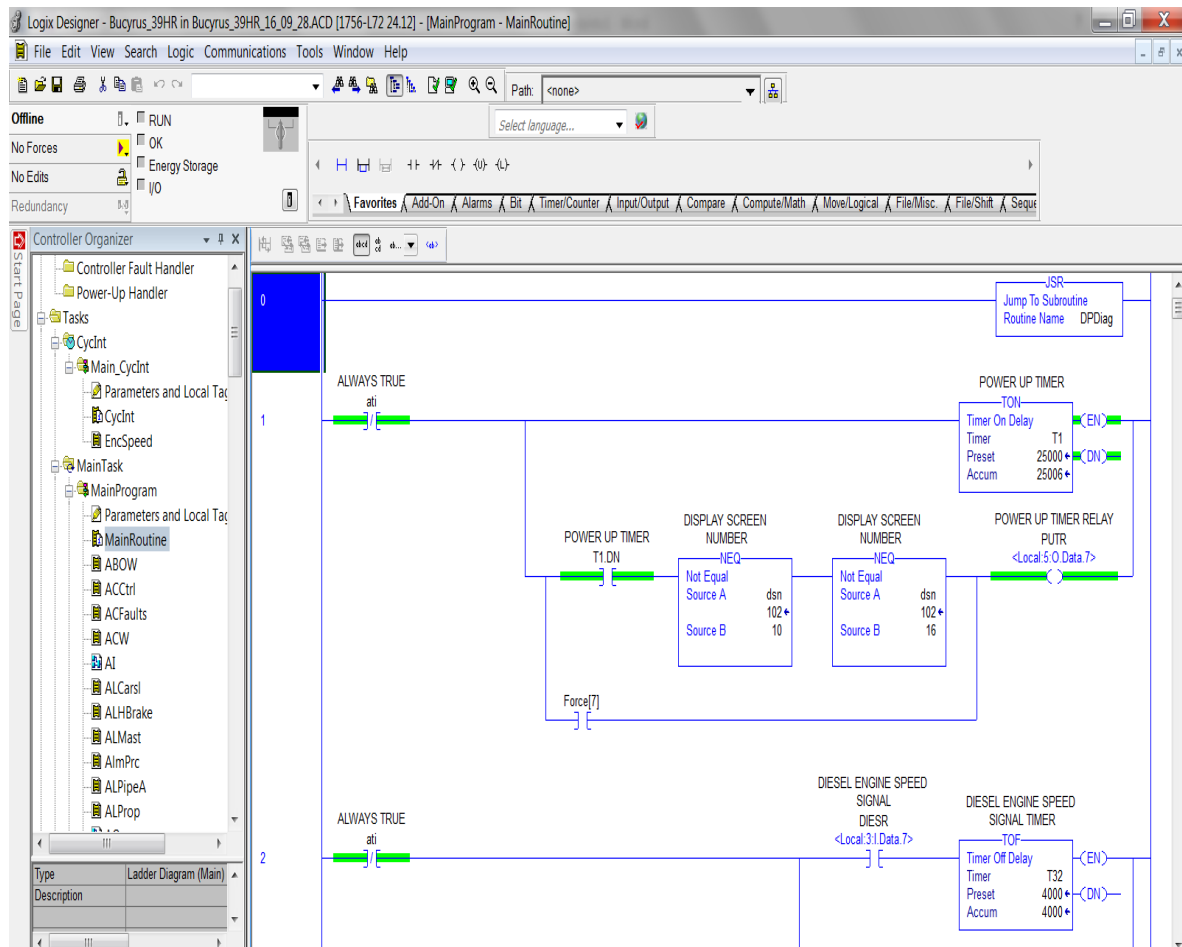 Logix Designer - Bucyrus_39HR in Bucyrus_39HR_16_09_28.ACD [1756-L72 24.12] - [MainProgram - MainRoutine]
File Edit View Search Logic Communications Tools Window Help
Path: <none>
Offline
RUN
No Forces
OK
Energy Storage
No Edits
I/O
Redundancy
Select language...
Favorites Add-On Alarms Bit Timer/Counter Input/Output Compare Compute/Math Move/Logical File/Misc. File/Shift Seque
Start Page
Controller Organizer
Controller Fault Handler
Power-Up Handler
Tasks
CycInt
Main_CycInt
Parameters and Local Tag
CycInt
EncSpeed
MainTask
MainProgram
Parameters and Local Tag
MainRoutine
ABOW
ACCtrl
ACFaults
ACW
AI
ALCarsl
ALHBrake
ALMast
AlmPrc
ALPipeA
ALProp
Type Ladder Diagram (Main)
Description
0
JSR
Jump To Subroutine
Routine Name DPDiag
1
ALWAYS TRUE
ati
POWER UP TIMER
TON
Timer On Delay
Timer T1
Preset 25000
Accum 25006
(EN)
(DN)
POWER UP TIMER
T1.DN
DISPLAY SCREEN
NUMBER
NEQ
Not Equal
Source A dsn
102
Source B 10
DISPLAY SCREEN
NUMBER
NEQ
Not Equal
Source A dsn
102
Source B 16
POWER UP TIMER RELAY
PUTR
<Local:5:O.Data.7>
Force[7]
2
ALWAYS TRUE
ati
DIESEL ENGINE SPEED
SIGNAL
DIESR
<Local:3:I.Data.7>
DIESEL ENGINE SPEED
SIGNAL TIMER
TOF
Timer Off Delay
Timer T32
Preset 4000
Accum 4000
(EN)
(DN)